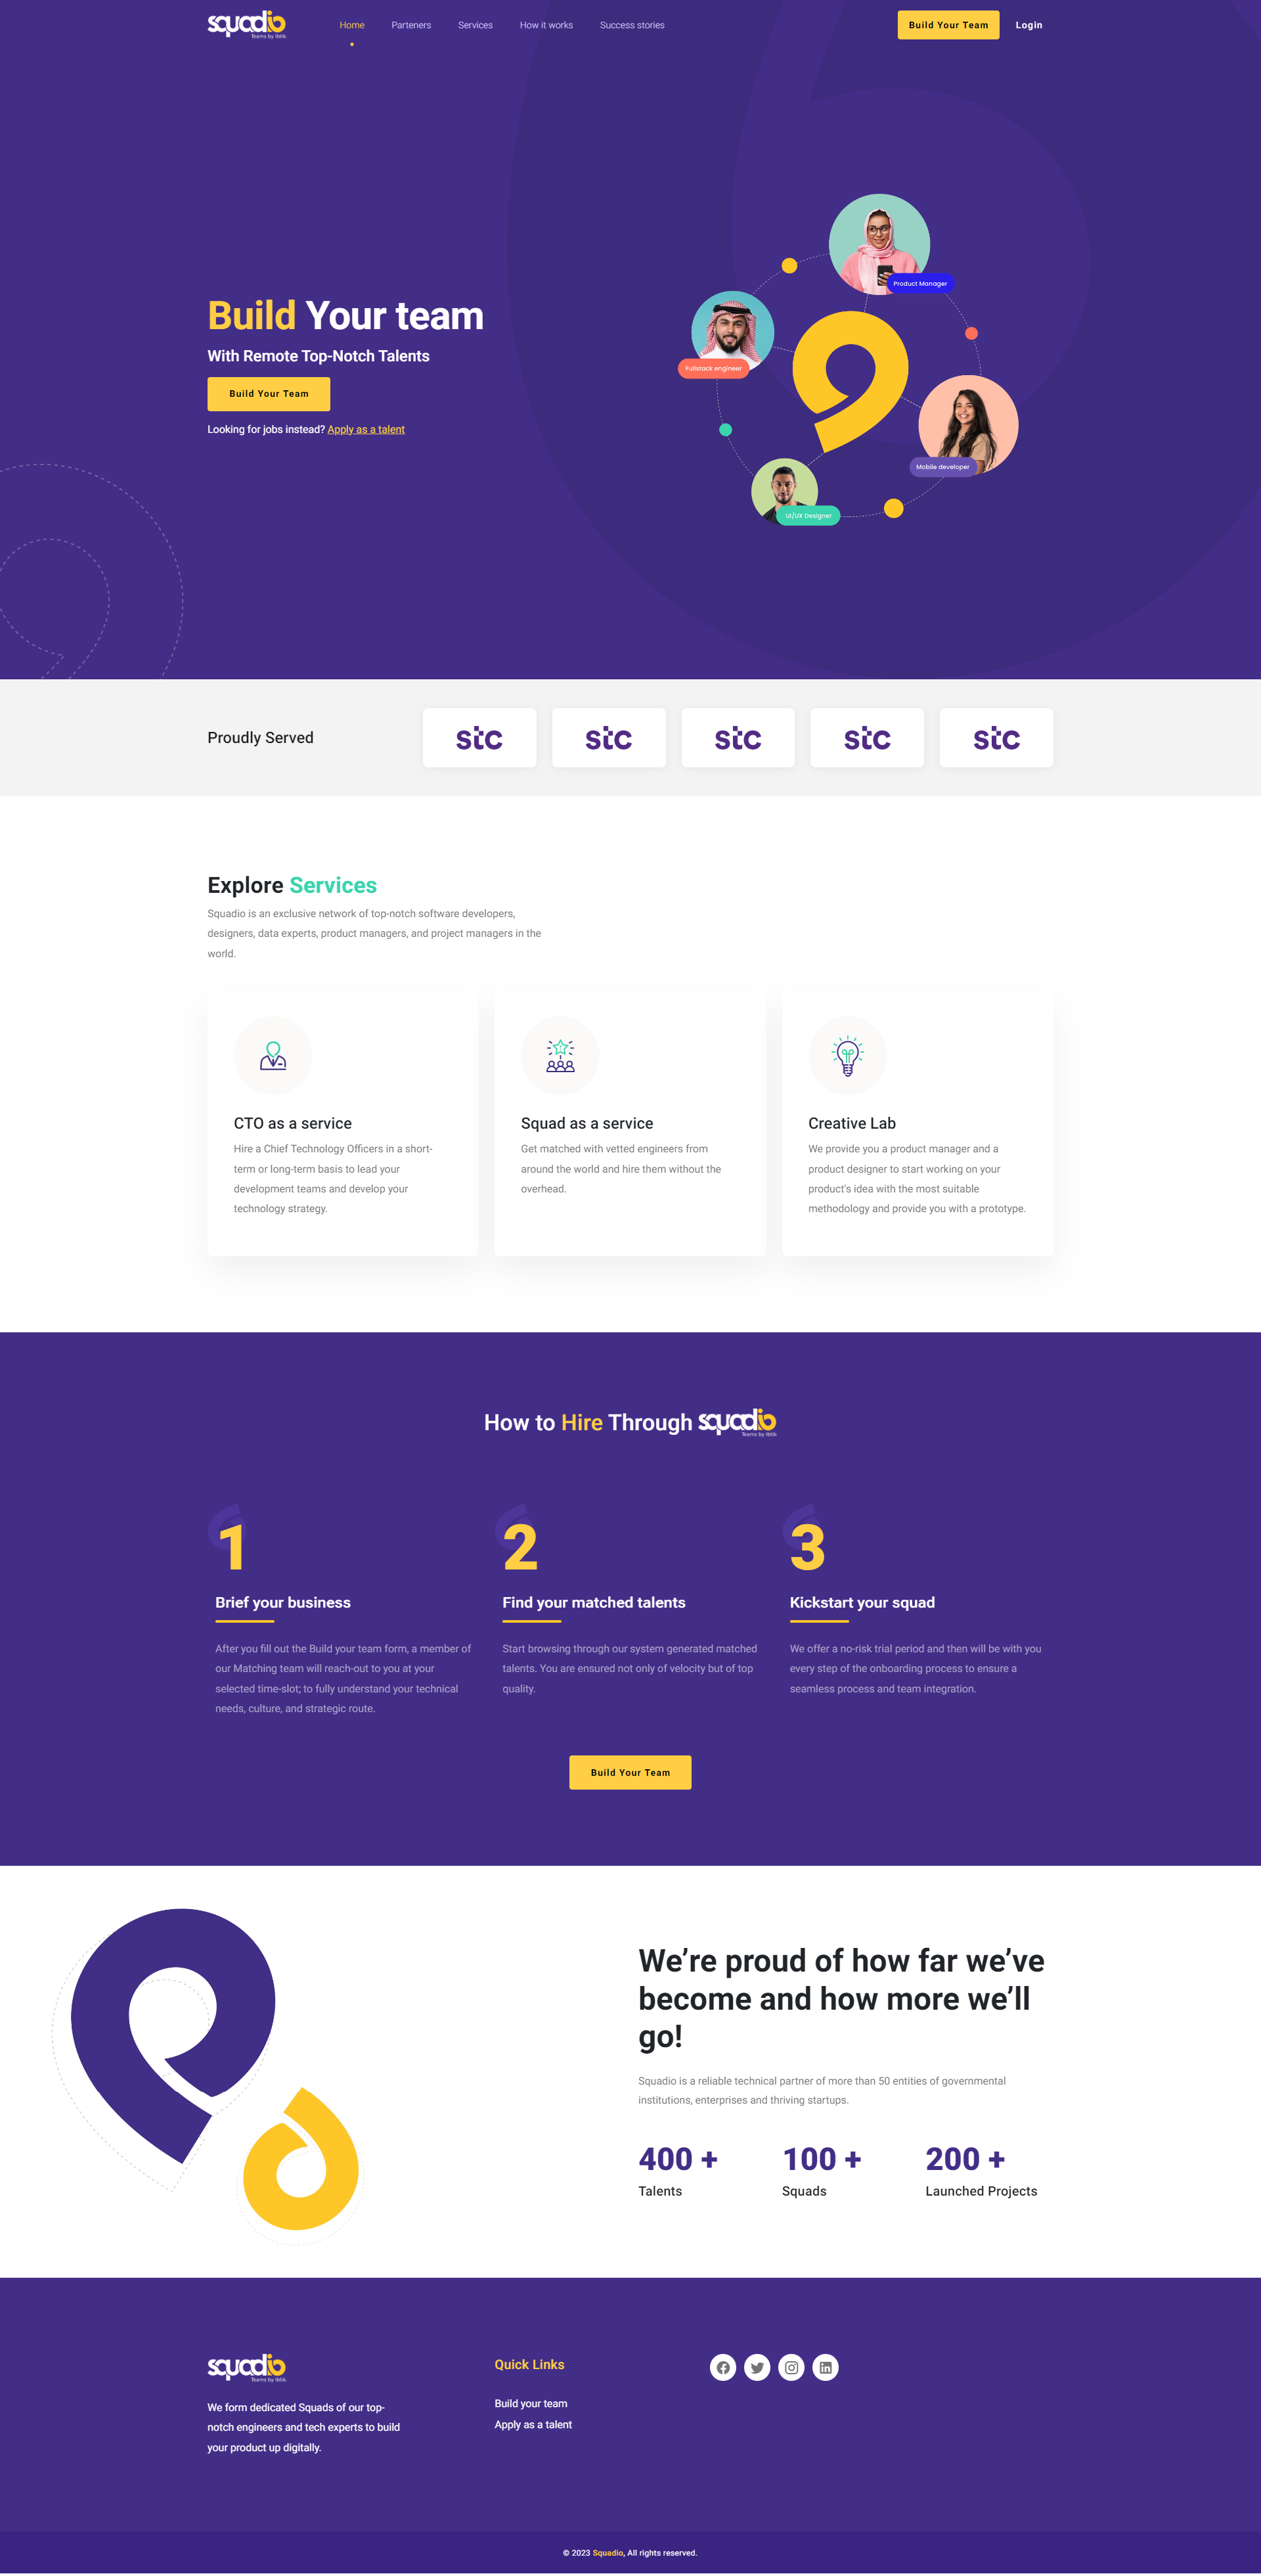 squadio
Teams by Ibtik
Home Parteners Services How it works Success stories
Build Your Team Login
Product Manager
Fullstack engineer
Mobile developer
UI/UX Designer
Build Your team
With Remote Top-Notch Talents
Build Your Team
Looking for jobs instead? Apply as a talent
Proudly Served
stc stc stc stc stc
Explore Services
Squadio is an exclusive network of top-notch software developers,
designers, data experts, product managers, and project managers in the
world.
CTO as a service
Hire a Chief Technology Officers in a short-
term or long-term basis to lead your
development teams and develop your
technology strategy.
Squad as a service
Get matched with vetted engineers from
around the world and hire them without the
overhead.
Creative Lab
We provide you a product manager and a
product designer to start working on your
product's idea with the most suitable
methodology and provide you with a prototype.
How to Hire Through squadio
Teams by Ibtik
1
Brief your business
After you fill out the Build your team form, a member of
our Matching team will reach-out to you at your
selected time-slot; to fully understand your technical
needs, culture, and strategic route.
2
Find your matched talents
Start browsing through our system generated matched
talents. You are ensured not only of velocity but of top
quality.
3
Kickstart your squad
We offer a no-risk trial period and then will be with you
every step of the onboarding process to ensure a
seamless process and team integration.
Build Your Team
We’re proud of how far we’ve
become and how more we’ll
go!
Squadio is a reliable technical partner of more than 50 entities of governmental
institutions, enterprises and thriving startups.
400 +
Talents
100 +
Squads
200 +
Launched Projects
squadio
Teams by Ibtik
We form dedicated Squads of our top-
notch engineers and tech experts to build
your product up digitally.
Quick Links
Build your team
Apply as a talent
© 2023 Squadio, All rights reserved.